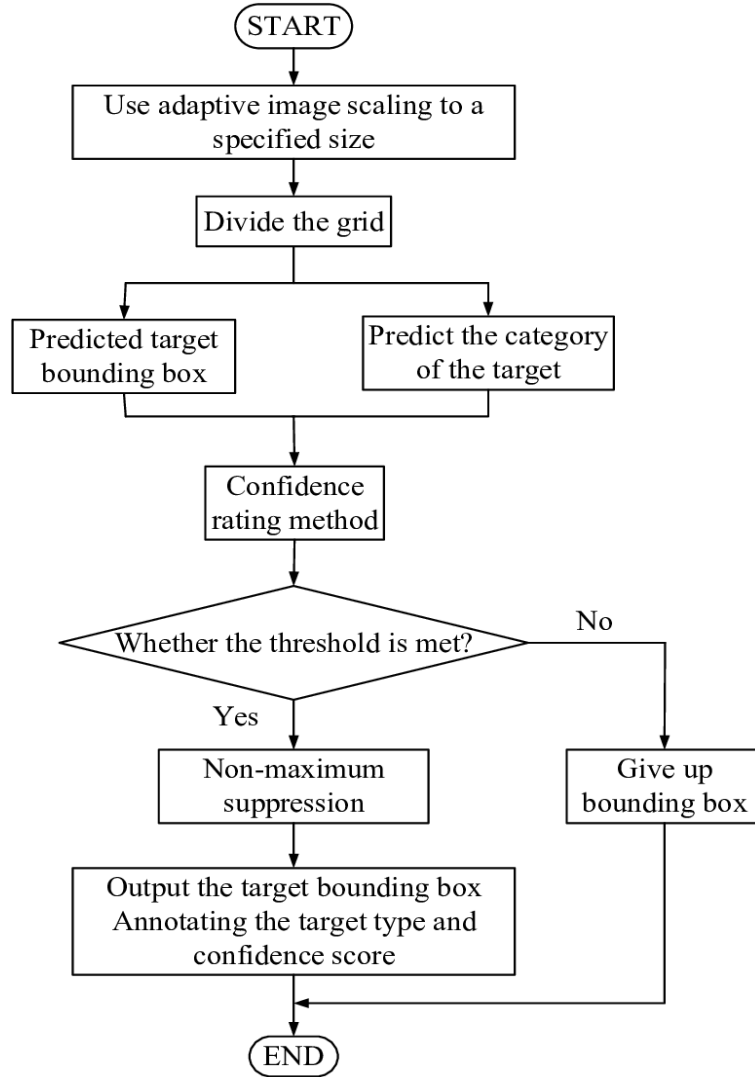 START
Use adaptive image scaling to a
specified size
Divide the grid
Predicted target
bounding box
Predict the category
of the target
Confidence
rating method
Whether the threshold is met?
No
Yes
Non-maximum
suppression
Give up
bounding box
Output the target bounding box
Annotating the target type and
confidence score
END